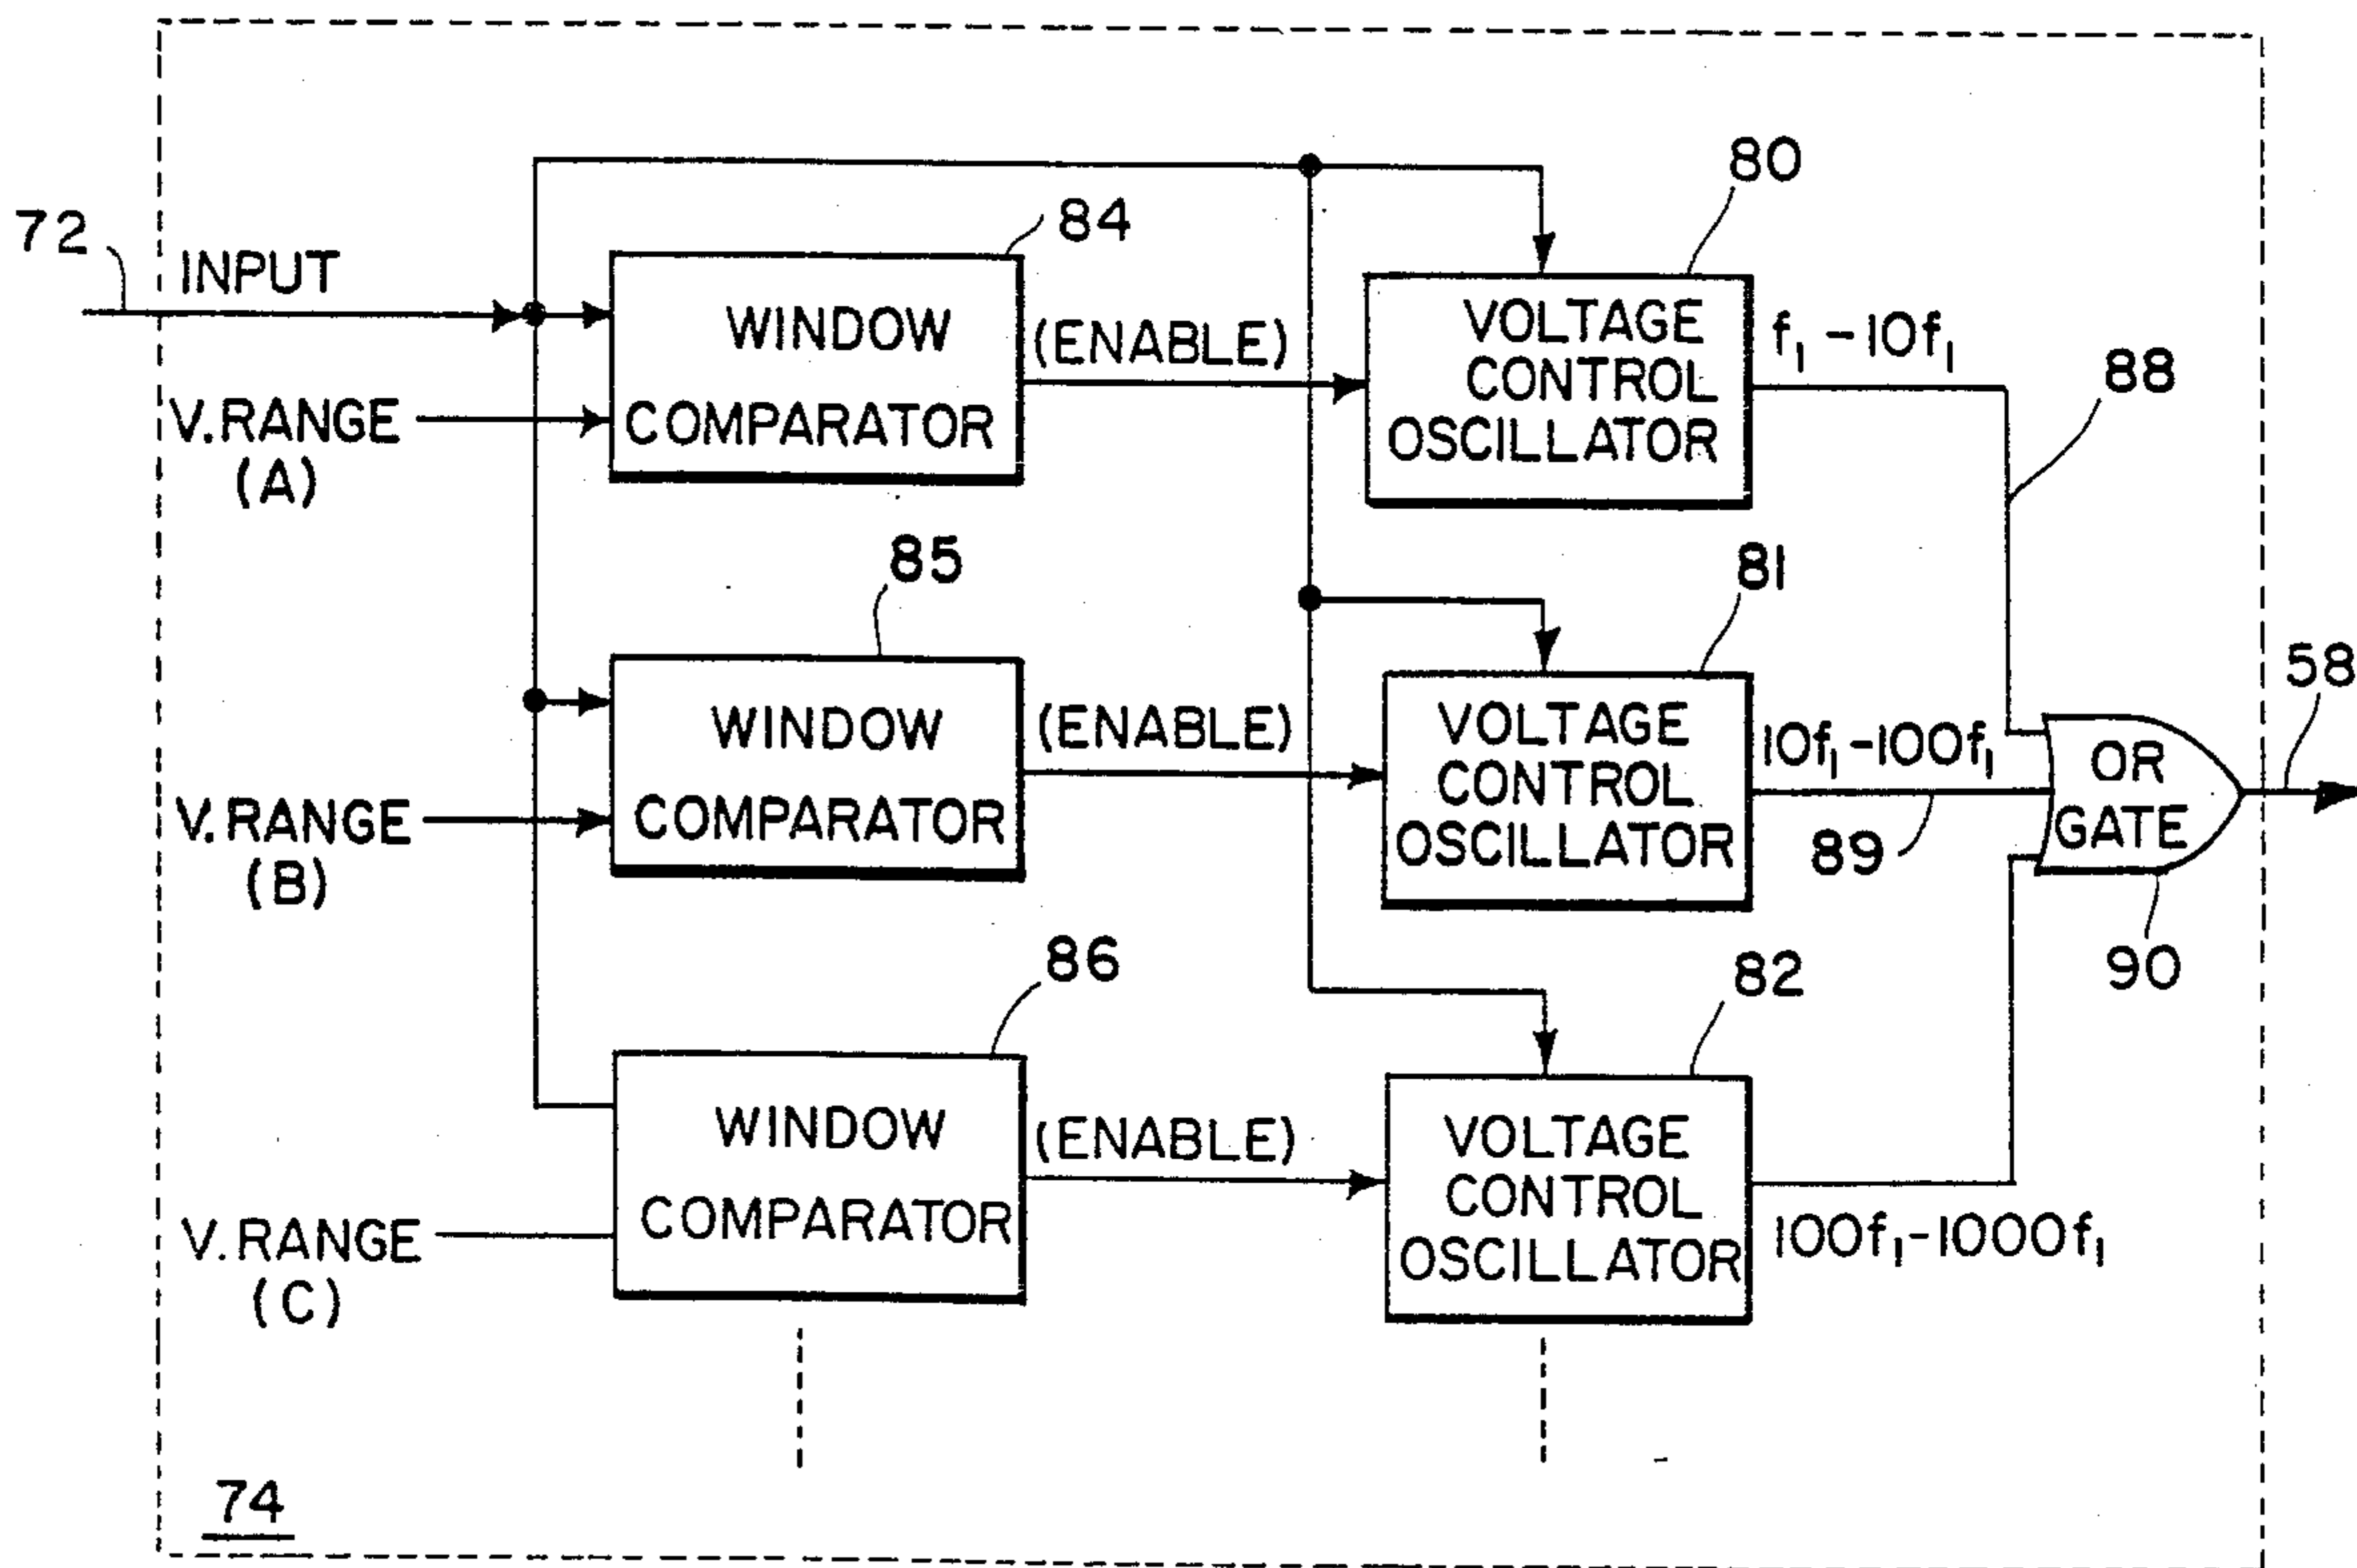 80
72
INPUT
84
WINDOW
COMPARATOR
(ENABLE)
VOLTAGE
CONTROL
OSCILLATOR
f₁ -10f₁
88
V.RANGE
(A)
85
81
WINDOW
COMPARATOR
(ENABLE)
VOLTAGE
CONTROL
OSCILLATOR
10f₁-100f₁
89
OR
GATE
58
90
V.RANGE
(B)
86
82
WINDOW
COMPARATOR
(ENABLE)
VOLTAGE
CONTROL
OSCILLATOR
100f₁-1000f₁
V.RANGE
(C)
74